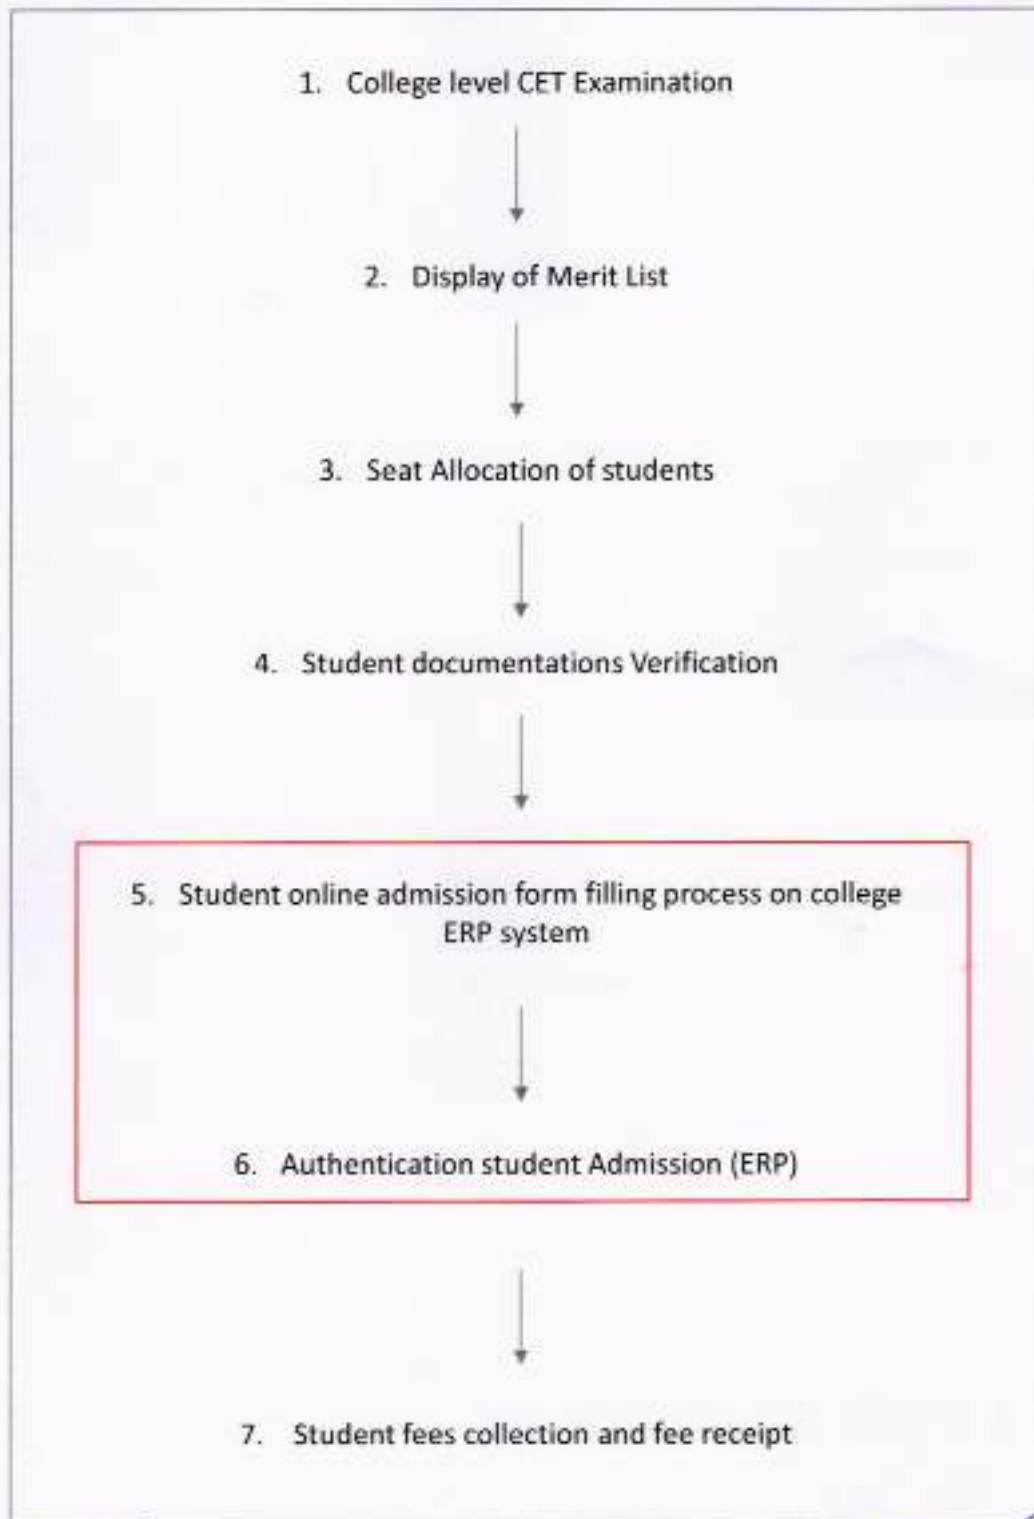 1. College level CET Examination
2. Display of Merit List
3. Seat Allocation of students
4. Student documentations Verification
5. Student online admission form filling process on college
ERP system
6. Authentication student Admission (ERP)
7. Student fees collection and fee receipt